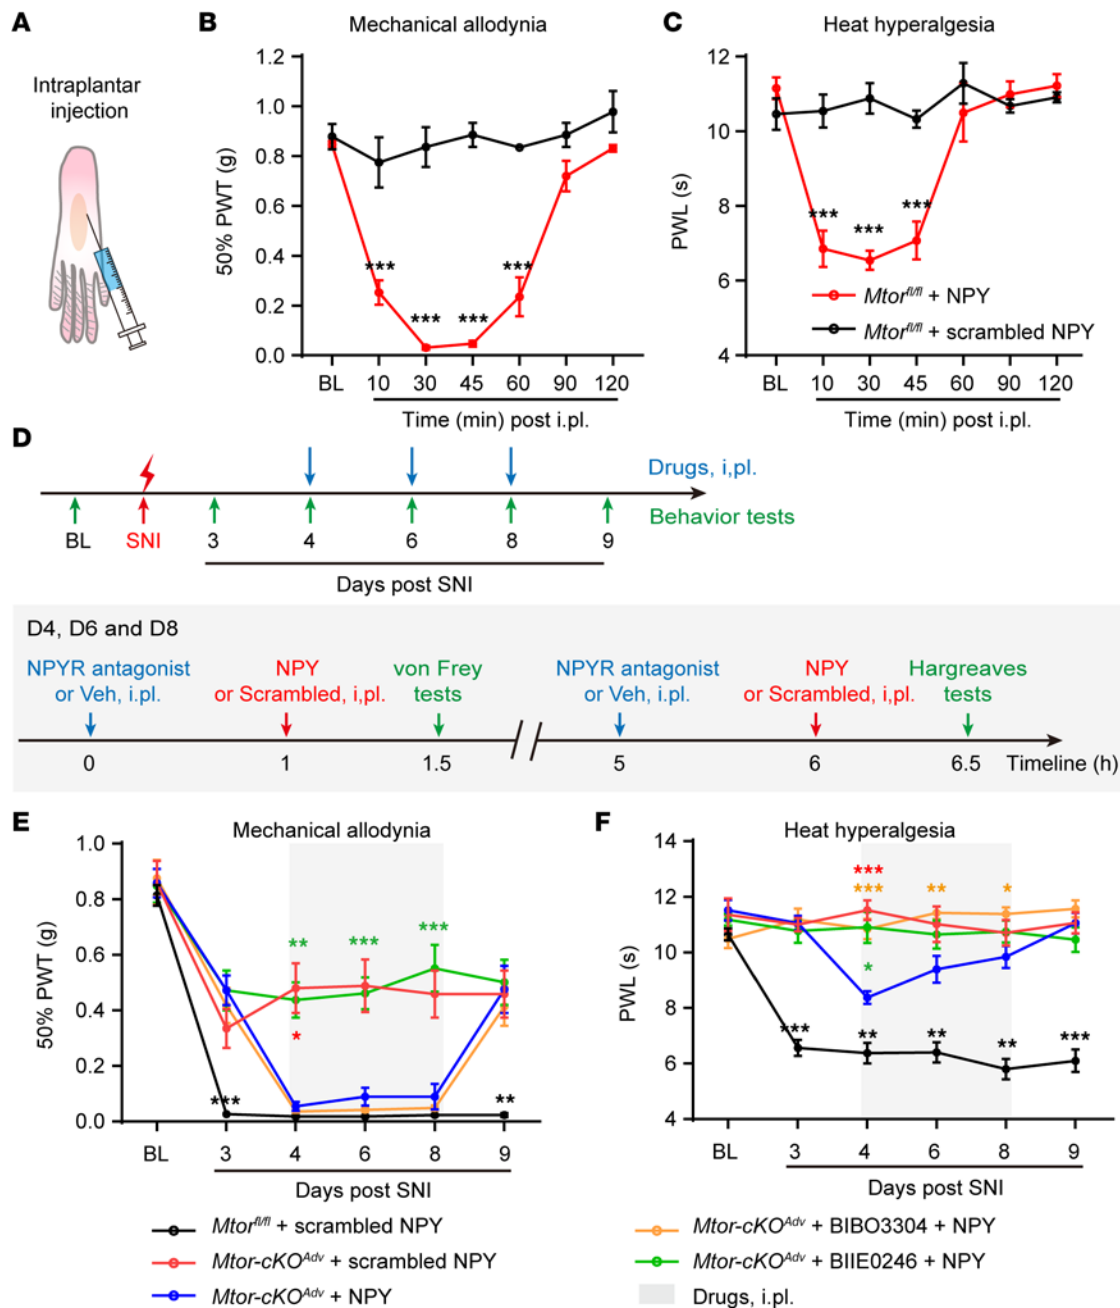 A
Intraplantar
injection
B
Mechanical allodynia
50% PWT (g)
1.2
1.0
0.8
0.6
0.4
0.2
0.0
***
***
***
***
BL 10 30 45 60 90 120
Time (min) post i.pl.
C
Heat hyperalgesia
PWL (s)
12
10
8
6
4
***
***
***
Mtorfl/fl + NPY
Mtorfl/fl + scrambled NPY
BL 10 30 45 60 90 120
Time (min) post i.pl.
D
Drugs, i,pl.
Behavior tests
BL SNI 3 4 6 8 9
Days post SNI
D4, D6 and D8
NPYR antagonist
or Veh, i.pl.
NPY
or Scrambled, i,pl.
von Frey
tests
NPYR antagonist
or Veh, i.pl.
NPY
or Scrambled, i,pl.
Hargreaves
tests
0 1 1.5 5 6 6.5 Timeline (h)
E
Mechanical allodynia
50% PWT (g)
1.0
0.8
0.6
0.4
0.2
0.0
** *** ***
*
***
**
BL 3 4 6 8 9
Days post SNI
F
Heat hyperalgesia
PWL (s)
14
12
10
8
6
4
***
*** ** *
*
*** ** ** ** ***
BL 3 4 6 8 9
Days post SNI
Mtorfl/fl + scrambled NPY
Mtor-cKOAdv + scrambled NPY
Mtor-cKOAdv + NPY
Mtor-cKOAdv + BIBO3304 + NPY
Mtor-cKOAdv + BIIE0246 + NPY
Drugs, i.pl.